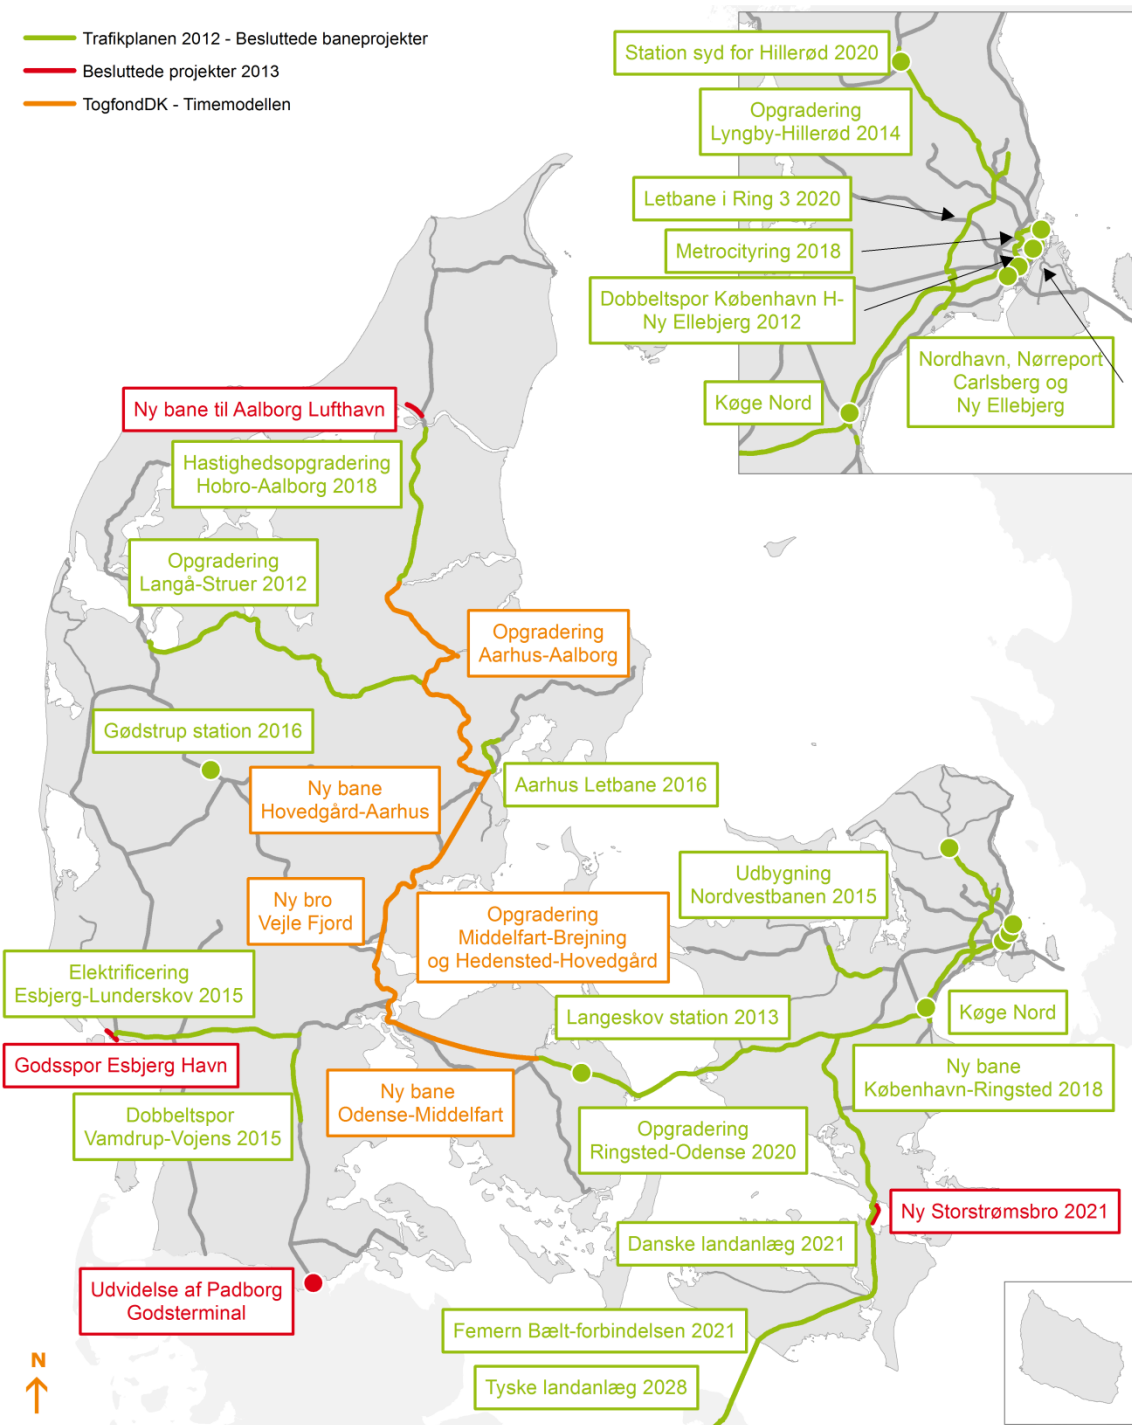 Trafikplanen 2012 - Besluttede baneprojekter
Besluttede projekter 2013
TogfondDK - Timemodellen
Station syd for Hillerød 2020
Opgradering
Lyngby-Hillerød 2014
Letbane i Ring 3 2020
Metrocityring 2018
Dobbeltspor København H-
Ny Ellebjerg 2012
Nordhavn, Nørreport
Carlsberg og
Ny Ellebjerg
Køge Nord
Ny bane til Aalborg Lufthavn
Hastighedsopgradering
Hobro-Aalborg 2018
Opgradering
Langå-Struer 2012
Opgradering
Aarhus-Aalborg
Gødstrup station 2016
Ny bane
Hovedgård-Aarhus
Aarhus Letbane 2016
Udbygning
Nordvestbanen 2015
Ny bro
Vejle Fjord
Opgradering
Middelfart-Brejning
og Hedensted-Hovedgård
Elektrificering
Esbjerg-Lunderskov 2015
Langeskov station 2013
Køge Nord
Godsspor Esbjerg Havn
Ny bane
København-Ringsted 2018
Ny bane
Odense-Middelfart
Dobbeltspor
Vamdrup-Vojens 2015
Opgradering
Ringsted-Odense 2020
Ny Storstrømsbro 2021
Danske landanlæg 2021
Udvidelse af Padborg
Godsterminal
Femern Bælt-forbindelsen 2021
Tyske landanlæg 2028
N